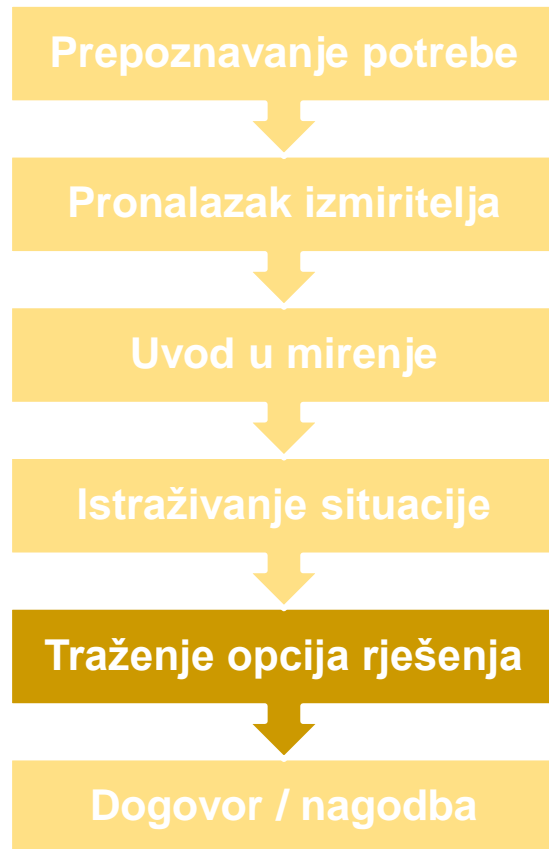 Prepoznavanje potrebe
Pronalazak izmiritelja
Uvod u mirenje
Istraživanje situacije
Traženje opcija rješenja
Dogovor / nagodba